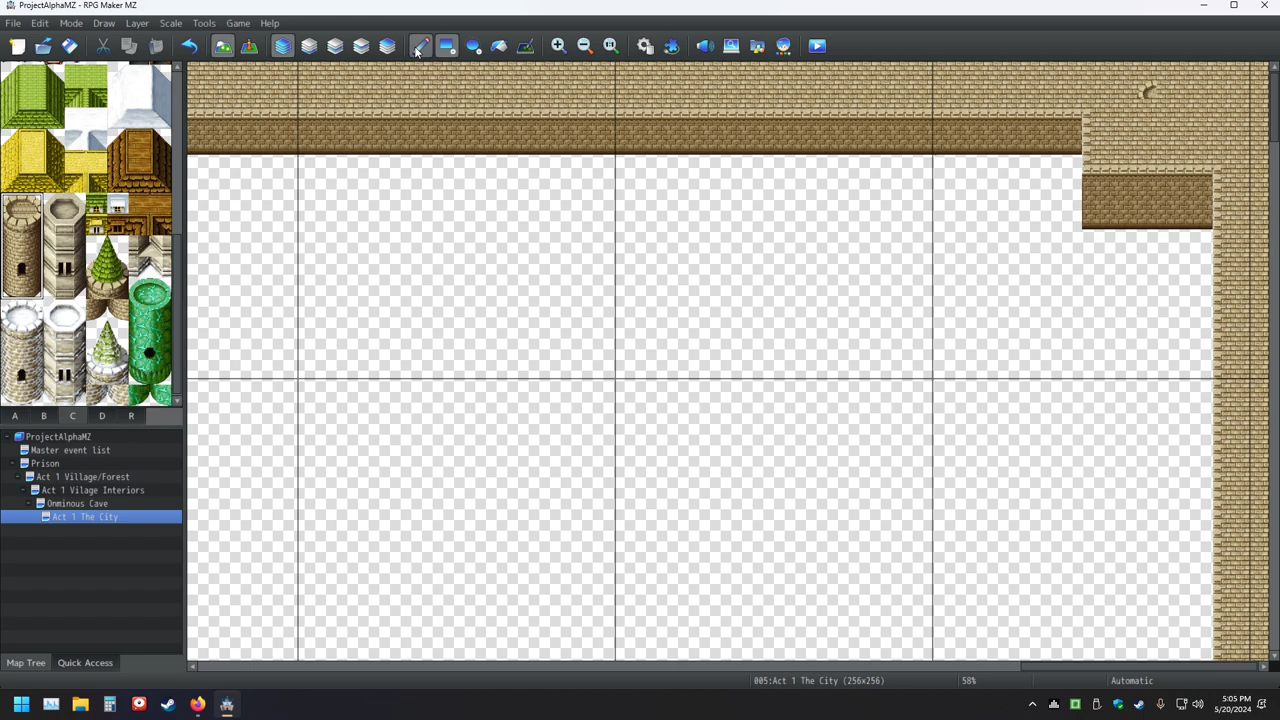 ProjectAlphaMZ - RPG Maker MZ
File Edit Mode Draw Layer Scale Tools Game Help
A B C D R
ProjectAlphaMZ
Master event list
Prison
Act 1 Village/Forest
Act 1 Vilage Interiors
Onminous Cave
Act 1 The City
Map Tree Quick Access
005:Act 1 The City (256x256) 58% Automatic
5:05 PM
5/20/2024